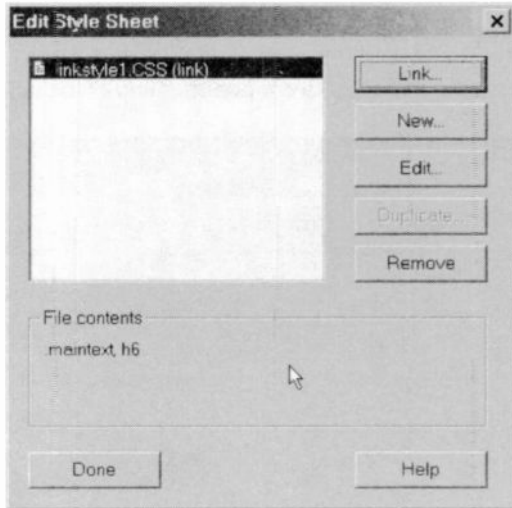 Edit Style Sheet
inkstyle1.CSS (link)
Link...
New...
Edit...
Duplicate...
Remove
File contents
.maintext, h6
Done
Help